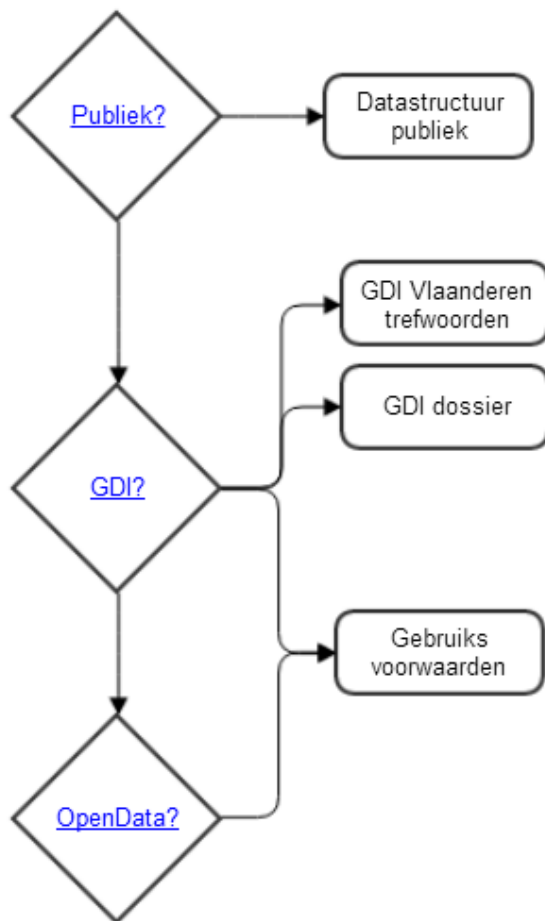 Publiek?
Datastructuur
publiek
GDI Vlaanderen
trefwoorden
GDI dossier
GDI?
Gebruiks
voorwaarden
OpenData?